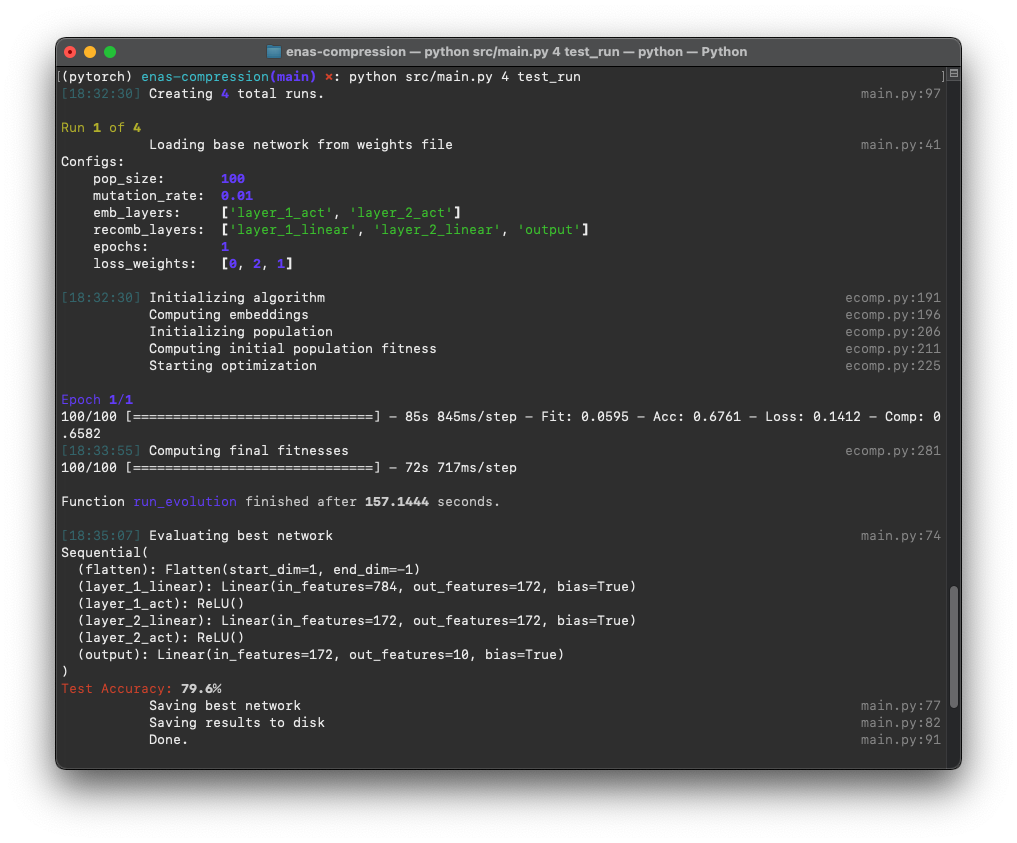 enas-compression — python src/main.py 4 test_run — python — Python
[(pytorch) enas-compression(main) ×: python src/main.py 4 test_run ]
[18:32:30] Creating 4 total runs. main.py:97
Run 1 of 4
Loading base network from weights file main.py:41
Configs:
pop_size: 100
mutation_rate: 0.01
emb_layers: ['layer_1_act', 'layer_2_act']
recomb_layers: ['layer_1_linear', 'layer_2_linear', 'output']
epochs: 1
loss_weights: [0, 2, 1]
[18:32:30] Initializing algorithm ecomp.py:191
Computing embeddings ecomp.py:196
Initializing population ecomp.py:206
Computing initial population fitness ecomp.py:211
Starting optimization ecomp.py:225
Epoch 1/1
100/100 [==============================] – 85s 845ms/step – Fit: 0.0595 – Acc: 0.6761 – Loss: 0.1412 – Comp: 0
.6582
[18:33:55] Computing final fitnesses ecomp.py:281
100/100 [==============================] – 72s 717ms/step
Function run_evolution finished after 157.1444 seconds.
[18:35:07] Evaluating best network main.py:74
Sequential(
(flatten): Flatten(start_dim=1, end_dim=-1)
(layer_1_linear): Linear(in_features=784, out_features=172, bias=True)
(layer_1_act): ReLU()
(layer_2_linear): Linear(in_features=172, out_features=172, bias=True)
(layer_2_act): ReLU()
(output): Linear(in_features=172, out_features=10, bias=True)
)
Test Accuracy: 79.6%
Saving best network main.py:77
Saving results to disk main.py:82
Done. main.py:91